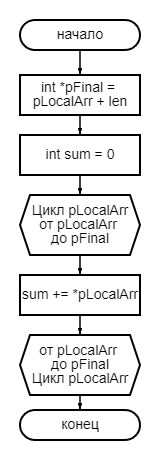 начало
int *pFinal =
pLocalArr + len
int sum = 0
Цикл pLocalArr
от pLocalArr
до pFinal
sum += *pLocalArr
от pLocalArr
до pFinal
Цикл pLocalArr
конец